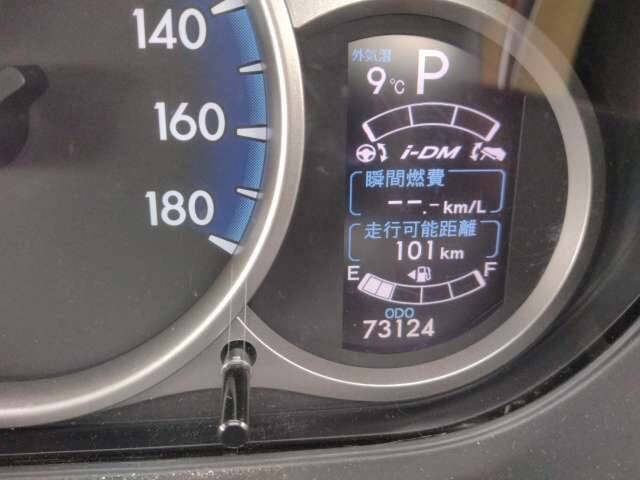 140
160
180
外気温
9℃ P
i-DM
瞬間燃費
--.- km/L
走行可能距離
101 km
E F
ODO
73124